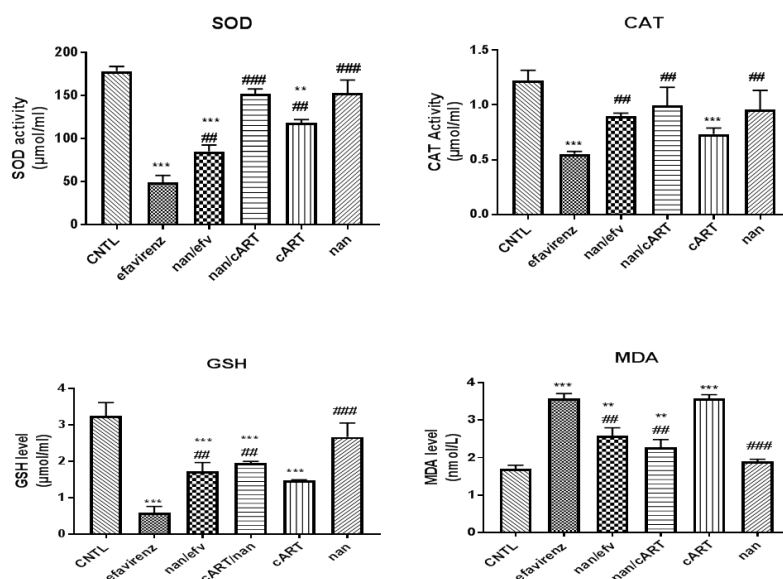 SOD
SOD activity
(µmol/ml)
200
150
100
50
0
***
***
##
###
**
##
###
CNTL
efavirenz
nan/efv
nan/cART
cART
nan
CAT
CAT Activity
(µmol/ml)
1.5
1.0
0.5
0.0
***
##
##
***
##
CNTL
efavirenz
nan/efv
nan/cART
cART
nan
GSH
GSH level
(µmol/ml)
4
3
2
1
0
***
***
##
***
##
***
###
CNTL
efavirenz
nan/efv
cART/nan
cART
nan
MDA
MDA level
(nmol/L)
4
3
2
1
0
***
**
##
**
##
***
###
CNTL
efavirenz
nan/efv
nan/cART
cART
nan